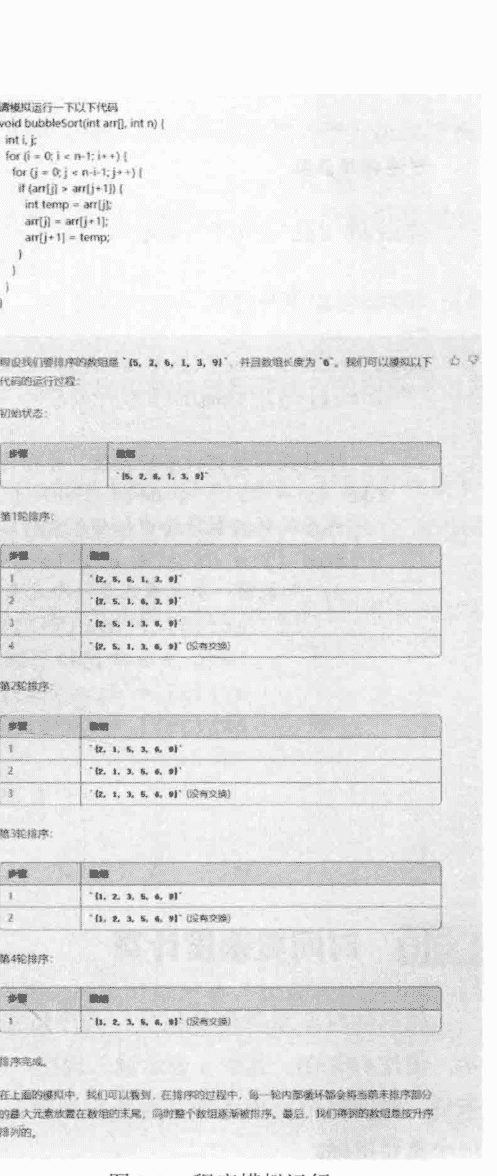 请模拟运行一下以下代码
void bubbleSort(int arr[], int n) {
int i, j;
for (i = 0; i < n-1; i++) {
for (j = 0; j < n-i-1; j++) {
if (arr[j] > arr[j+1]) {
int temp = arr[j];
arr[j] = arr[j+1];
arr[j+1] = temp;
}
}
}
}
假设我们要排序的数组是 `{5, 2, 6, 1, 3, 9}`，并且数组长度为 `6`。我们可以模拟以下
代码的运行过程：
初始状态：
步骤 数组
`{5, 2, 6, 1, 3, 9}`
第1轮排序：
步骤 数组
1 `{2, 5, 6, 1, 3, 9}`
2 `{2, 5, 1, 6, 3, 9}`
3 `{2, 5, 1, 3, 6, 9}`
4 `{2, 5, 1, 3, 6, 9}` (没有交换)
第2轮排序：
步骤 数组
1 `{2, 1, 5, 3, 6, 9}`
2 `{2, 1, 3, 5, 6, 9}`
3 `{2, 1, 3, 5, 6, 9}` (没有交换)
第3轮排序：
步骤 数组
1 `{1, 2, 3, 5, 6, 9}`
2 `{1, 2, 3, 5, 6, 9}` (没有交换)
第4轮排序：
步骤 数组
1 `{1, 2, 3, 5, 6, 9}` (没有交换)
排序完成。
在上面的模拟中，我们可以看到，在排序的过程中，每一轮内部循环都会将当前未排序部分
的最大元素放置在数组的末尾，同时整个数组逐渐被排序。最后，我们得到的数组是按升序
排列的。